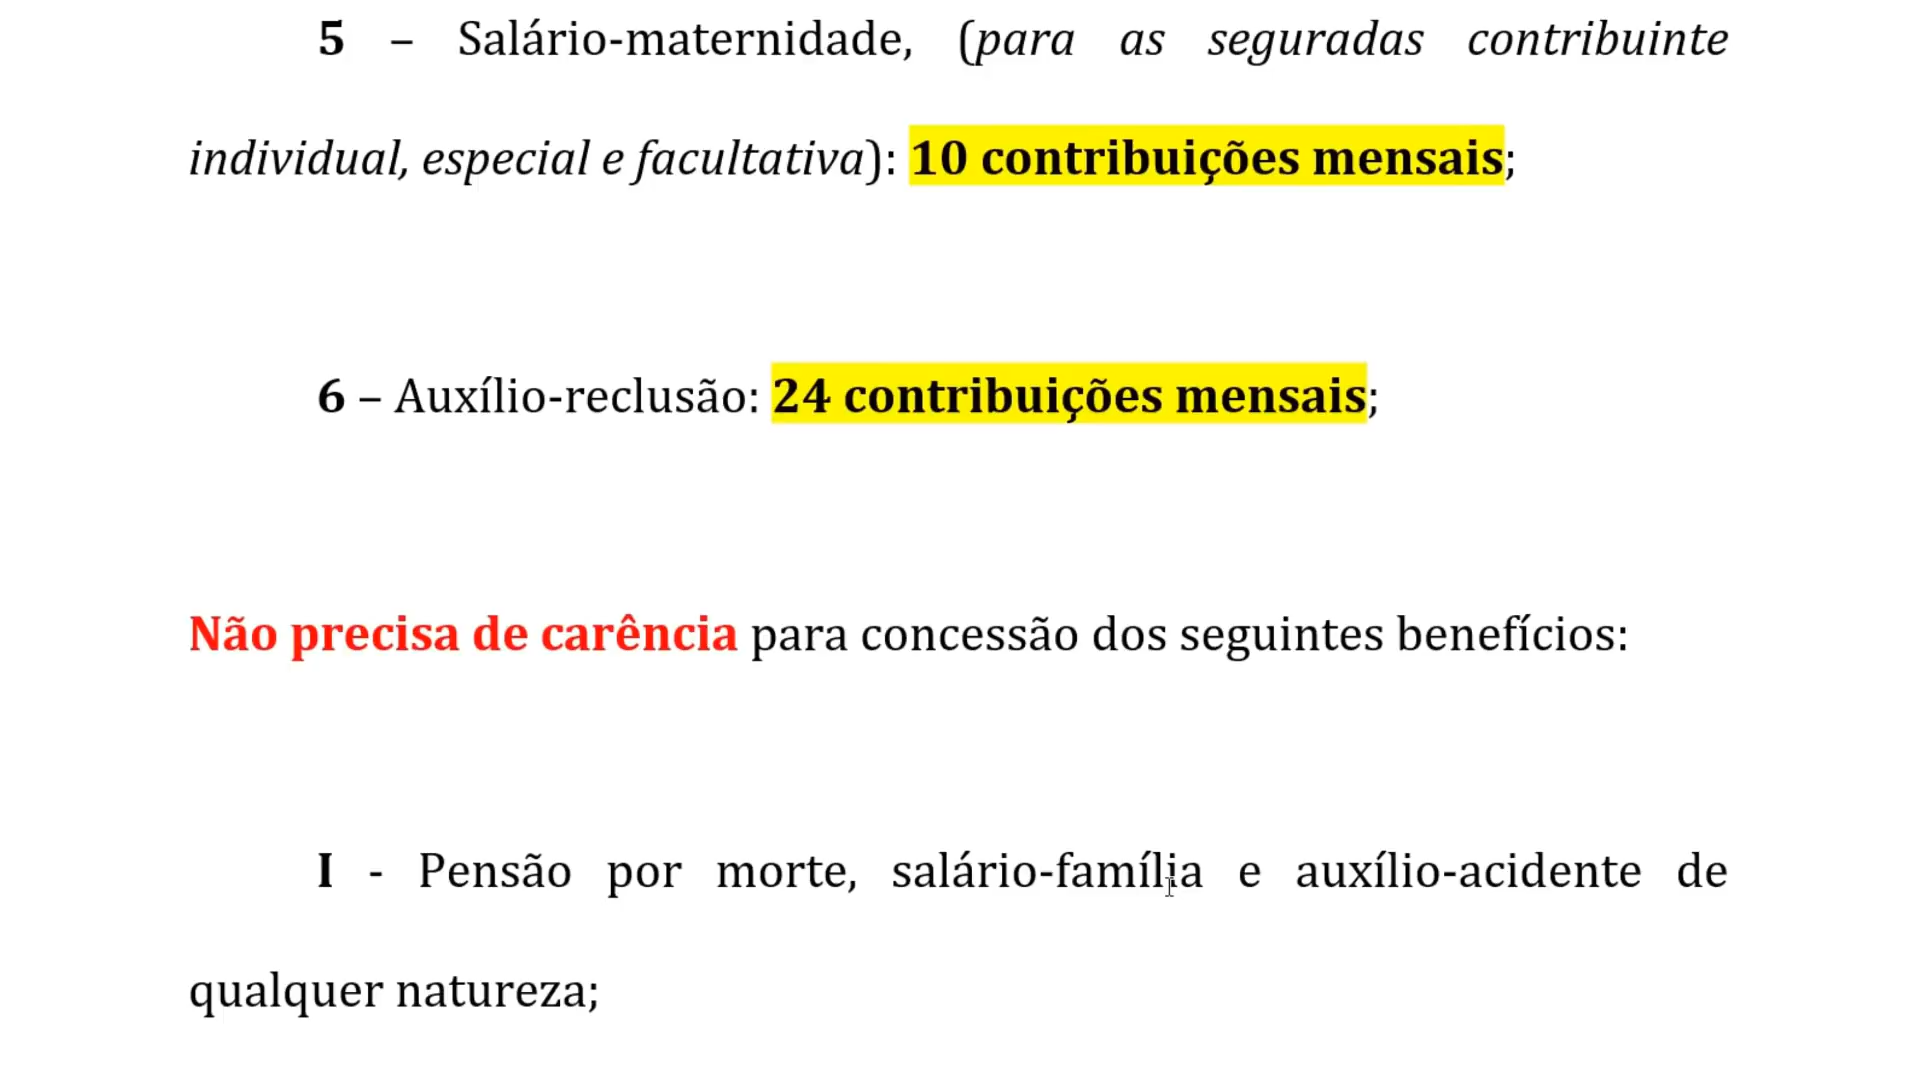 5 – Salário-maternidade, (para as seguradas contribuinte
individual, especial e facultativa): 10 contribuições mensais;
6 – Auxílio-reclusão: 24 contribuições mensais;
Não precisa de carência para concessão dos seguintes benefícios:
I - Pensão por morte, salário-família e auxílio-acidente de
qualquer natureza;